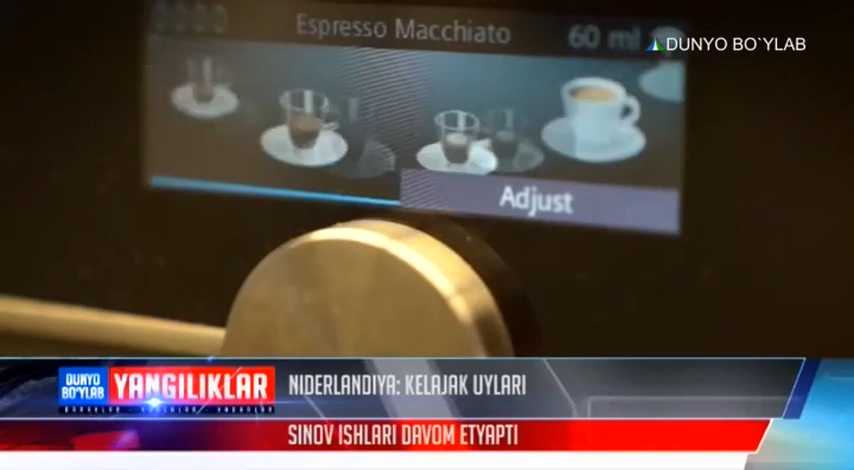 Espresso Macchiato 60 ml
DUNYO BO`YLAB
Adjust
DUNYO
BO'YLAB
YANGILIKLAR
NIDERLANDIYA: KELAJAK UYLARI
SINOV ISHLARI DAVOM ETYAPTI